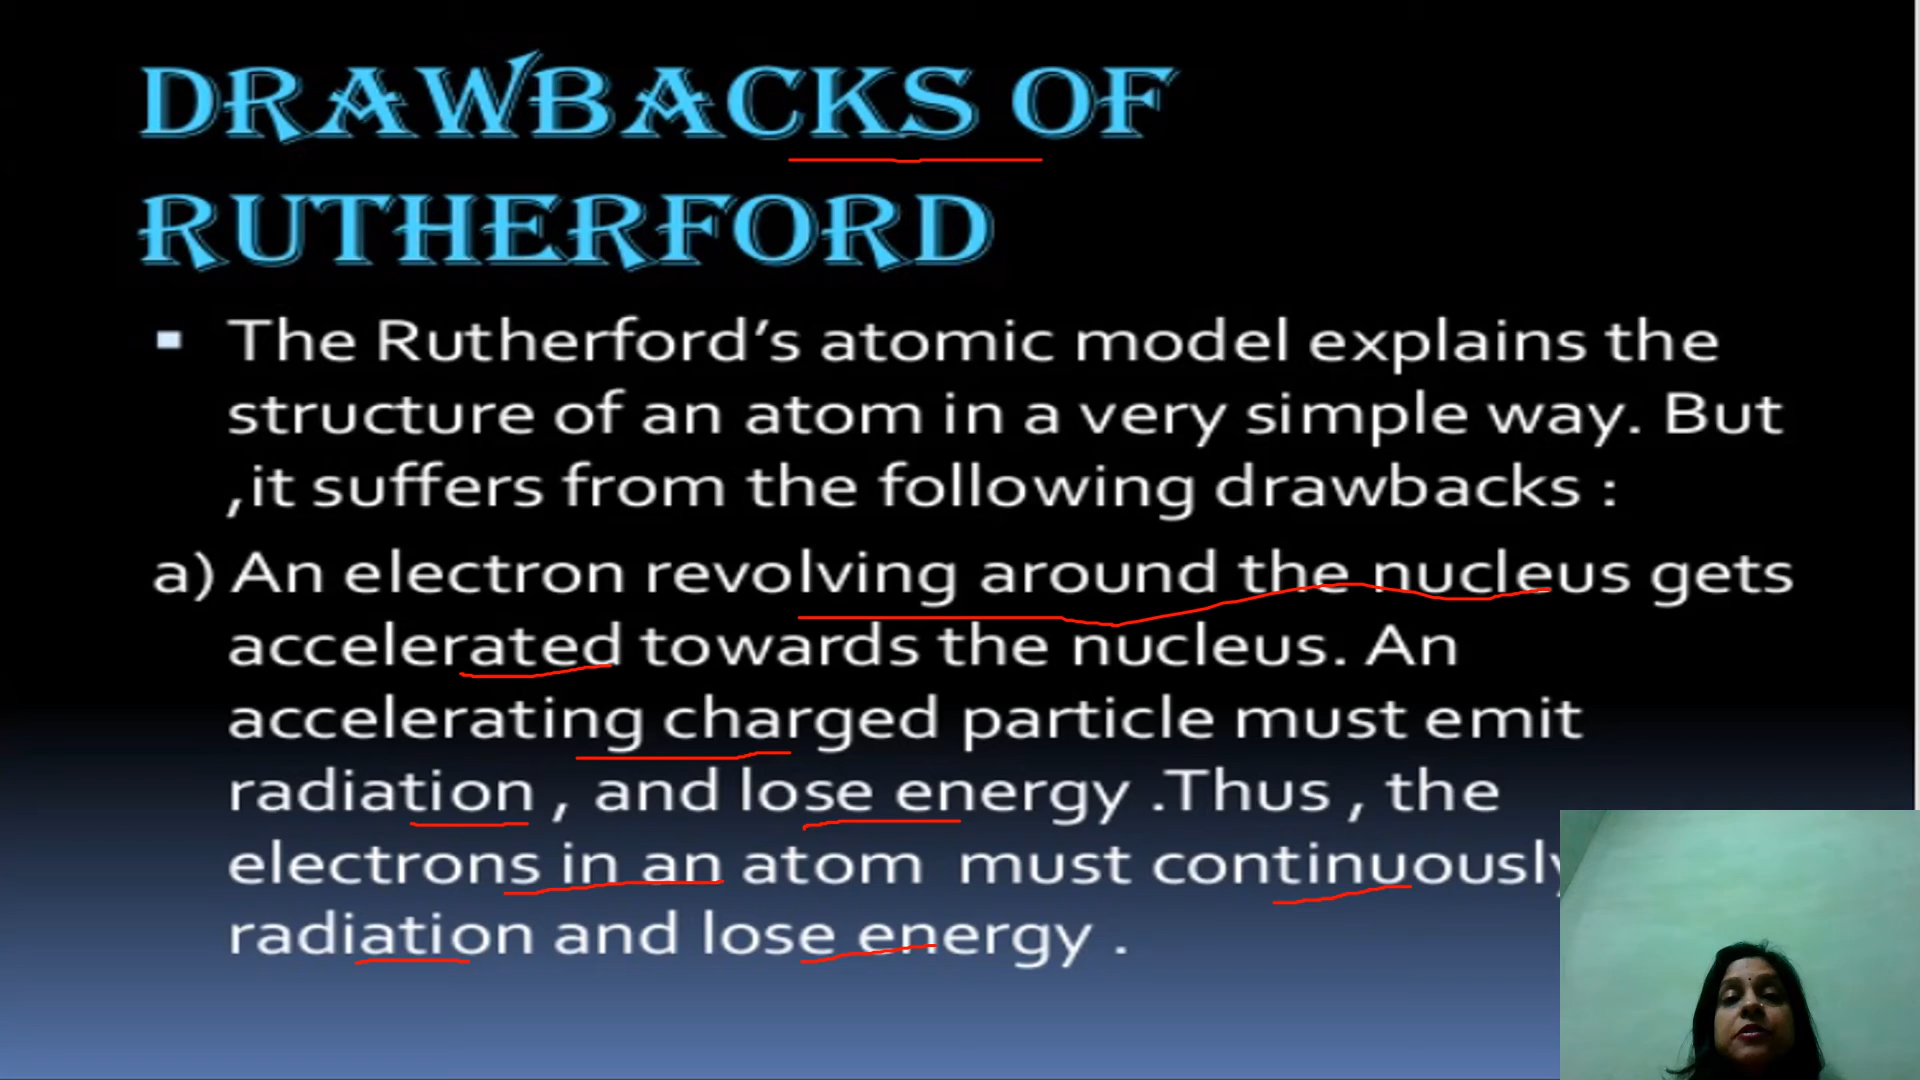 DRAWBACKS OF
RUTHERFORD
▪ The Rutherford's atomic model explains the
structure of an atom in a very simple way. But
,it suffers from the following drawbacks :
a) An electron revolving around the nucleus gets
accelerated towards the nucleus. An
accelerating charged particle must emit
radiation , and lose energy .Thus , the
electrons in an atom must continuously
radiation and lose energy .